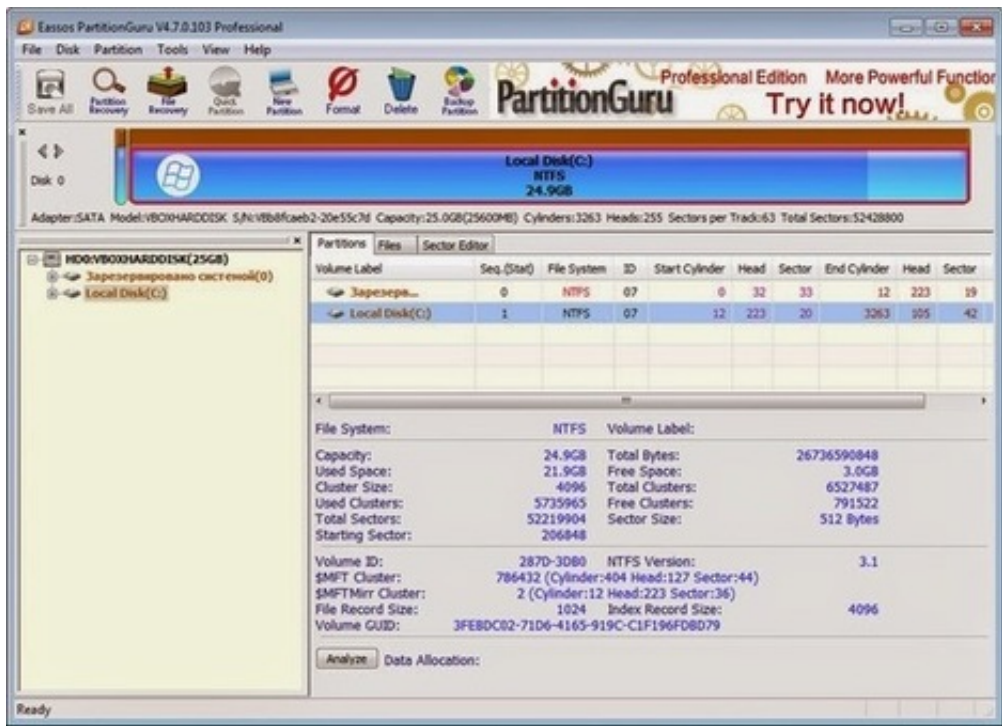 Eassos PartitionGuru V4.7.0.103 Professional
File Disk Partition Tools View Help
Save All Partition Recovery File Recovery Quick Partition New Partition Format Delete Backup Partition
PartitionGuru Professional Edition More Powerful Function
Try it now!
Disk 0
Local Disk(C:)
NTFS
24.9GB
Adapter:SATA Model:VBOXHARDDISK Capacity:25.0GB(25600MB) Cylinders:3263 Heads:255 Sectors per Track:63 Total Sectors:52428800
HD0:VBOXHARDDISK(25GB)
Зарезервировано системой(0)
Local Disk(C:)
Partitions Files Sector Editor
Volume Label Seq.(Stat) File System ID Start Cylinder Head Sector End Cylinder Head Sector
Зарезерв... 0 NTFS 07 0 32 33 12 223 19
Local Disk(C:) 1 NTFS 07 12 223 20 3263 105 42
File System: NTFS Volume Label:
Capacity: 24.9GB Total Bytes: 26736590848
Used Space: 21.9GB Free Space: 3.0GB
Cluster Size: 4096 Total Clusters: 6527487
Used Clusters: 5735965 Free Clusters: 791522
Total Sectors: 52219904 Sector Size: 512 Bytes
Starting Sector: 206848
Volume ID: 287D-3DB0 NTFS Version: 3.1
$MFT Cluster: 786432 (Cylinder:404 Head:127 Sector:44)
$MFTMirr Cluster: 2 (Cylinder:12 Head:223 Sector:36)
File Record Size: 1024 Index Record Size: 4096
Volume GUID: 3FEBDC02-71D6-4165-919C-C1F196FDBD79
Analyze Data Allocation:
Ready